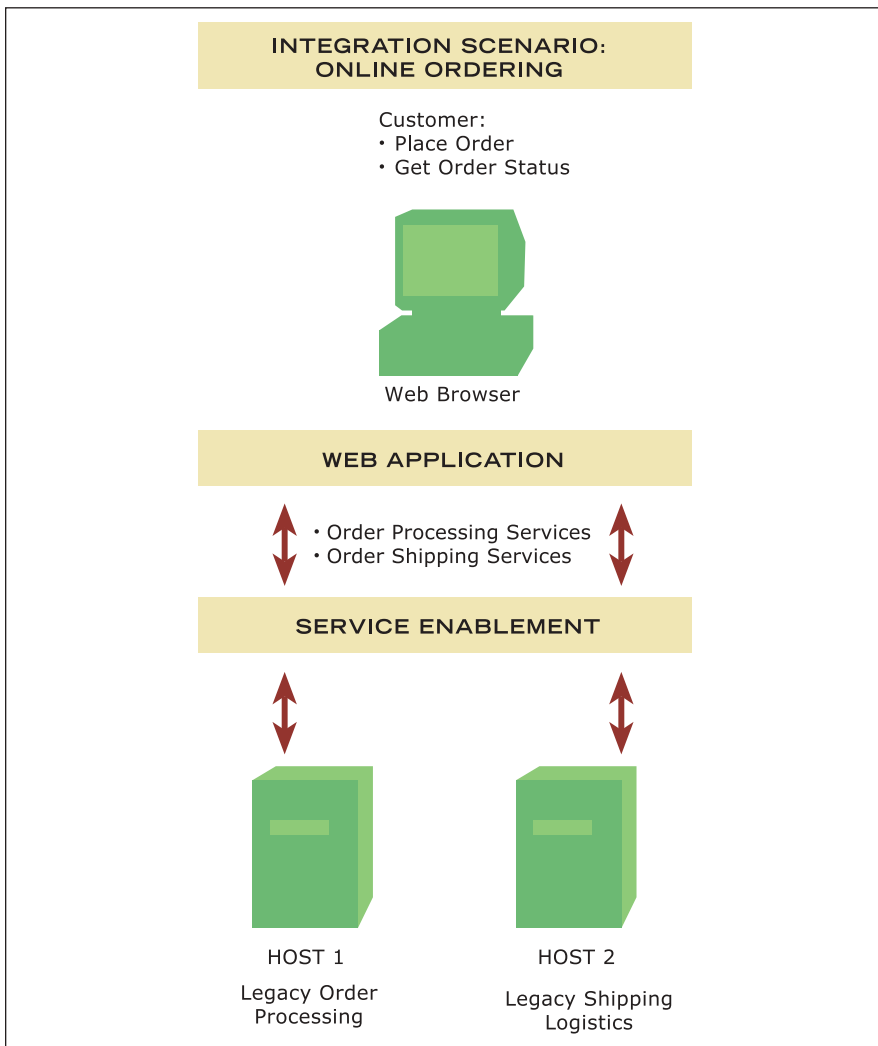 INTEGRATION SCENARIO:
ONLINE ORDERING
Customer:
• Place Order
• Get Order Status
Web Browser
WEB APPLICATION
• Order Processing Services
• Order Shipping Services
SERVICE ENABLEMENT
HOST 1
Legacy Order
Processing
HOST 2
Legacy Shipping
Logistics